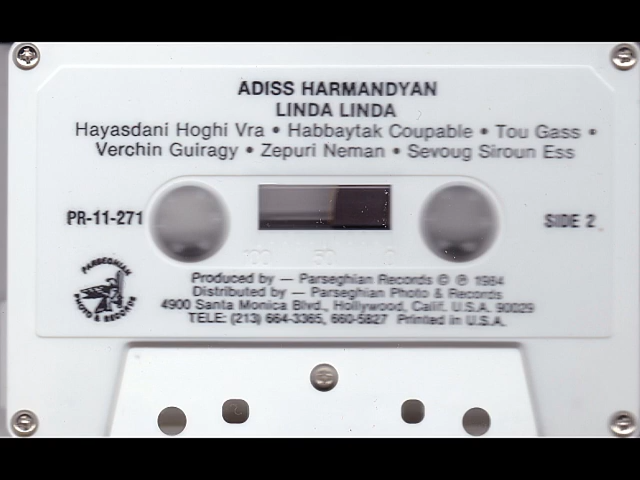 ADISS HARMANDYAN
LINDA LINDA
Hayasdani Hoghi Vra • Habbaytak Coupable • Tou Gass •
Verchin Guiragy • Zepuri Neman • Sevoug Siroun Ess
PR-11-271
SIDE 2
100 50 0
PARSEGHIAN
PHOTO & RECORDS
Produced by — Parseghian Records © ℗ 1984
Distributed by — Parseghian Photo & Records
4900 Santa Monica Blvd., Hollywood, Calif. U.S.A. 90029
TELE: (213) 664-3365, 660-5827 Printed in U.S.A.